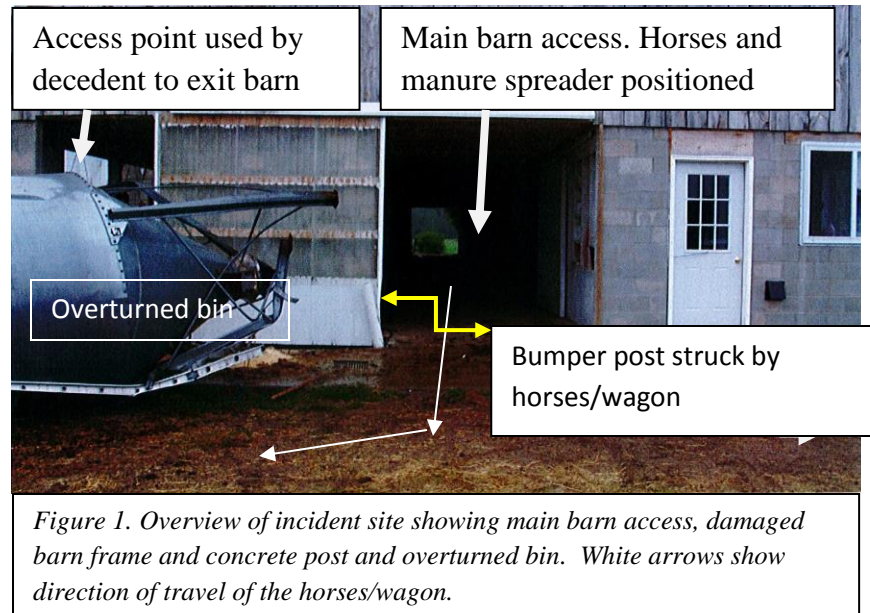 Access point used by
decedent to exit barn
Main barn access. Horses and
manure spreader positioned
Overturned bin
Bumper post struck by
horses/wagon
Figure 1. Overview of incident site showing main barn access, damaged
barn frame and concrete post and overturned bin. White arrows show
direction of travel of the horses/wagon.